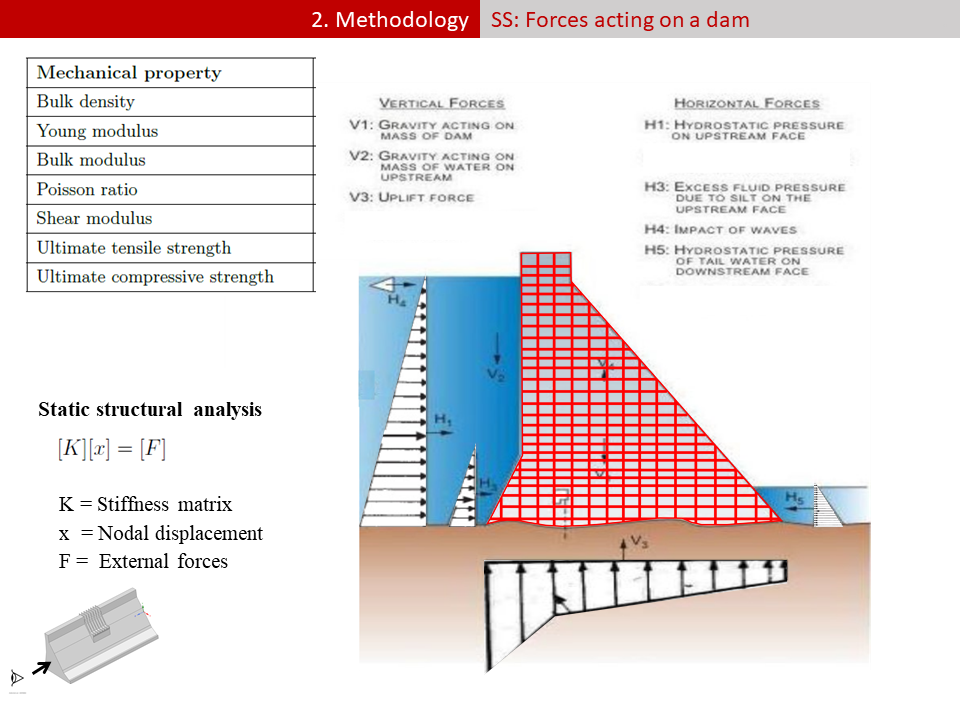 2. Methodology
SS: Forces acting on a dam
Mechanical property
Bulk density
Young modulus
Bulk modulus
Poisson ratio
Shear modulus
Ultimate tensile strength
Ultimate compressive strength
VERTICAL FORCES
V1: GRAVITY ACTING ON
MASS OF DAM
V2: GRAVITY ACTING ON
MASS OF WATER ON
UPSTREAM
V3: UPLIFT FORCE
HORIZONTAL FORCES
H1: HYDROSTATIC PRESSURE
ON UPSTREAM FACE
H3: EXCESS FLUID PRESSURE
DUE TO SILT ON THE
UPSTREAM FACE
H4: IMPACT OF WAVES
H5: HYDROSTATIC PRESSURE
OF TAIL WATER ON
DOWNSTREAM FACE
H4
V2
H1
H3
H5
V3
Static structural analysis
[K][x] = [F]
K = Stiffness matrix
x = Nodal displacement
F = External forces